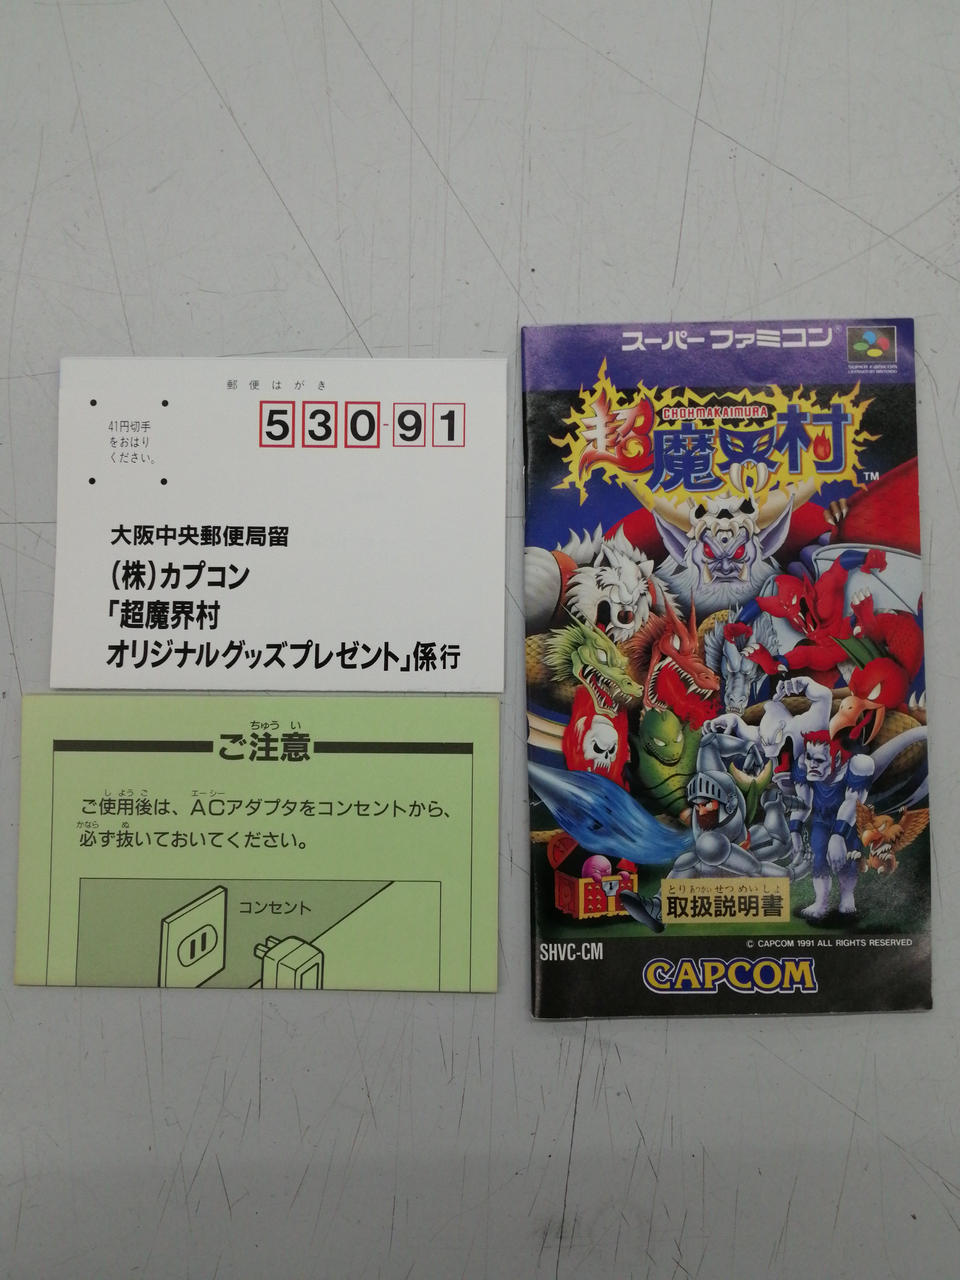 郵便はがき
41円切手
をおはり
ください。
530-91
大阪中央郵便局留
(株)カプコン
「超魔界村
オリジナルグッズプレゼント」係行
ちゅうい
ご注意
しようご エーシー
ご使用後は、ACアダプタをコンセントから、
かなら ぬ
必ず抜いておいてください。
コンセント
スーパーファミコン®
SUPER FAMICOM
LICENSED BY NINTENDO
CHOHMAKAIMURA
超魔界村
TM
とりあつかいせつめいしょ
取扱説明書
SHVC-CM
© CAPCOM 1991 ALL RIGHTS RESERVED
CAPCOM